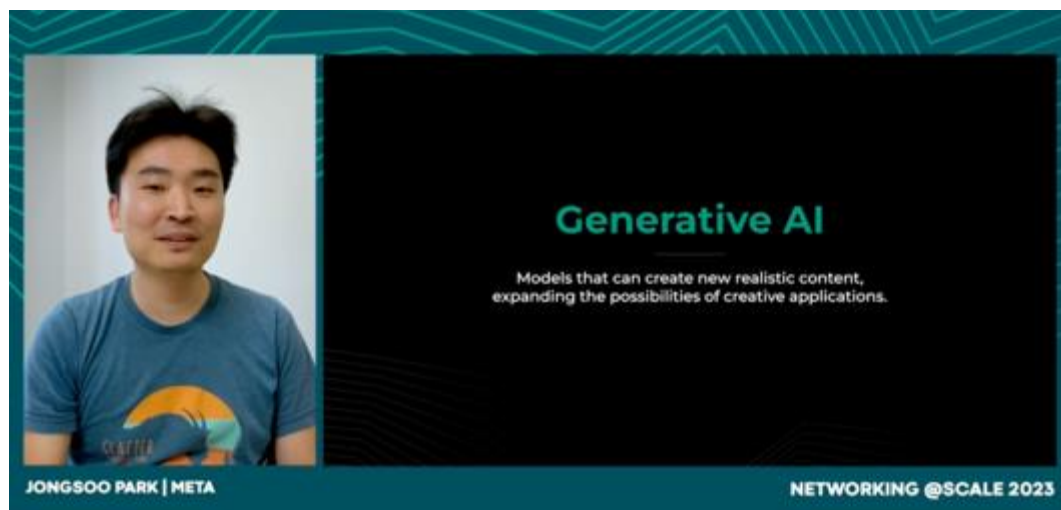 Generative AI
Models that can create new realistic content,
expanding the possibilities of creative applications.
JONGSOO PARK | META
NETWORKING @SCALE 2023